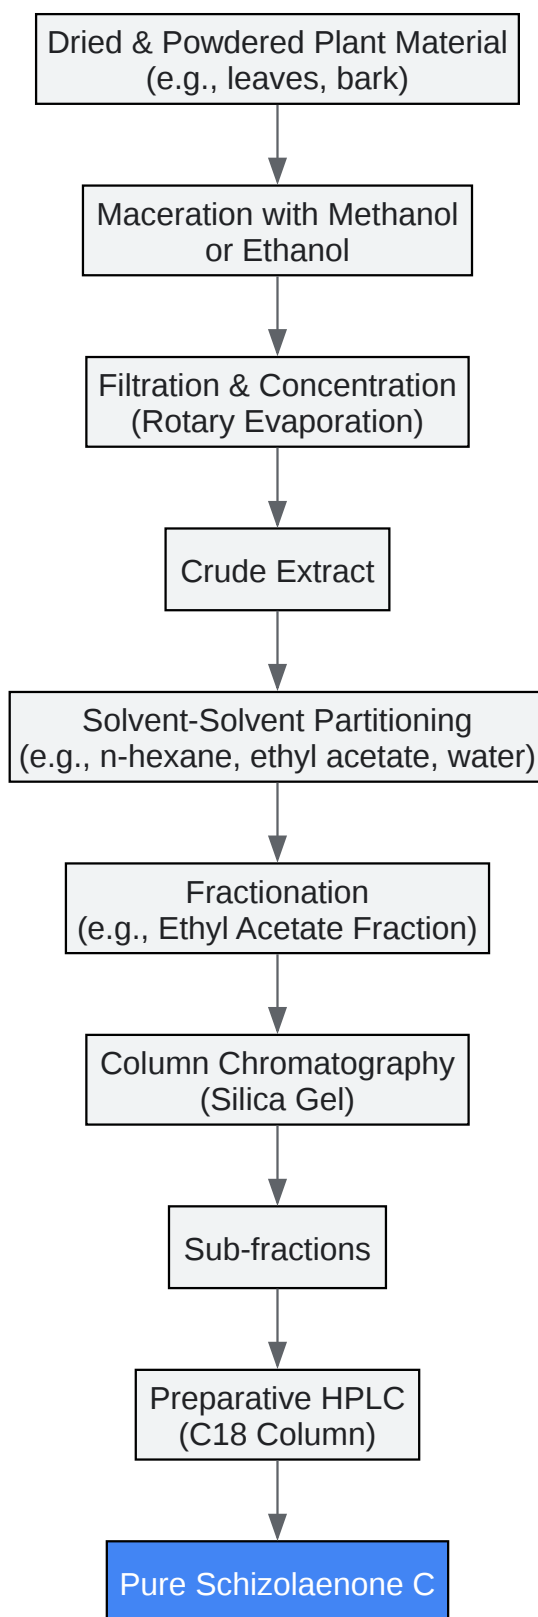 Dried & Powdered Plant Material
(e.g., leaves, bark)
Maceration with Methanol
or Ethanol
Filtration & Concentration
(Rotary Evaporation)
Crude Extract
Solvent-Solvent Partitioning
(e.g., n-hexane, ethyl acetate, water)
Fractionation
(e.g., Ethyl Acetate Fraction)
Column Chromatography
(Silica Gel)
Sub-fractions
Preparative HPLC
(C18 Column)
Pure Schizolaenone C